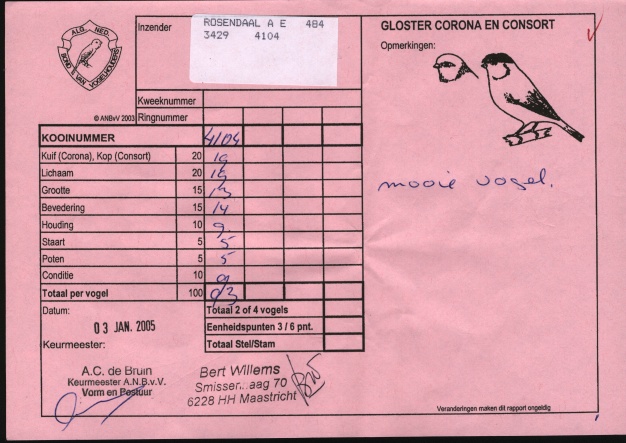 ALG. NED.
BOND V. VAN VOGELHOUDERS
Inzender
ROSENDAAL A E 484
3429 4104
GLOSTER CORONA EN CONSORT
Opmerkingen:
Kweeknummer
© ANBvV 2003 Ringnummer
KOOINUMMER 4104
Kuif (Corona), Kop (Consort) 20 19
Lichaam 20
Grootte 15 13
Bevedering 15 14
Houding 10 9
Staart 5 5
Poten 5 5
Conditie 10 9
Totaal per vogel 100 93
mooie vogel.
Datum: Totaal 2 of 4 vogels
03 JAN. 2005 Eenheidspunten 3 / 6 pnt.
Keurmeester: Totaal Stel/Stam
A.C. de Bruin
Keurmeester A.N.B.v.V.
Vorm en Postuur
Bert Willems
70
6228 HH Maastricht
Veranderingen maken dit rapport ongeldig